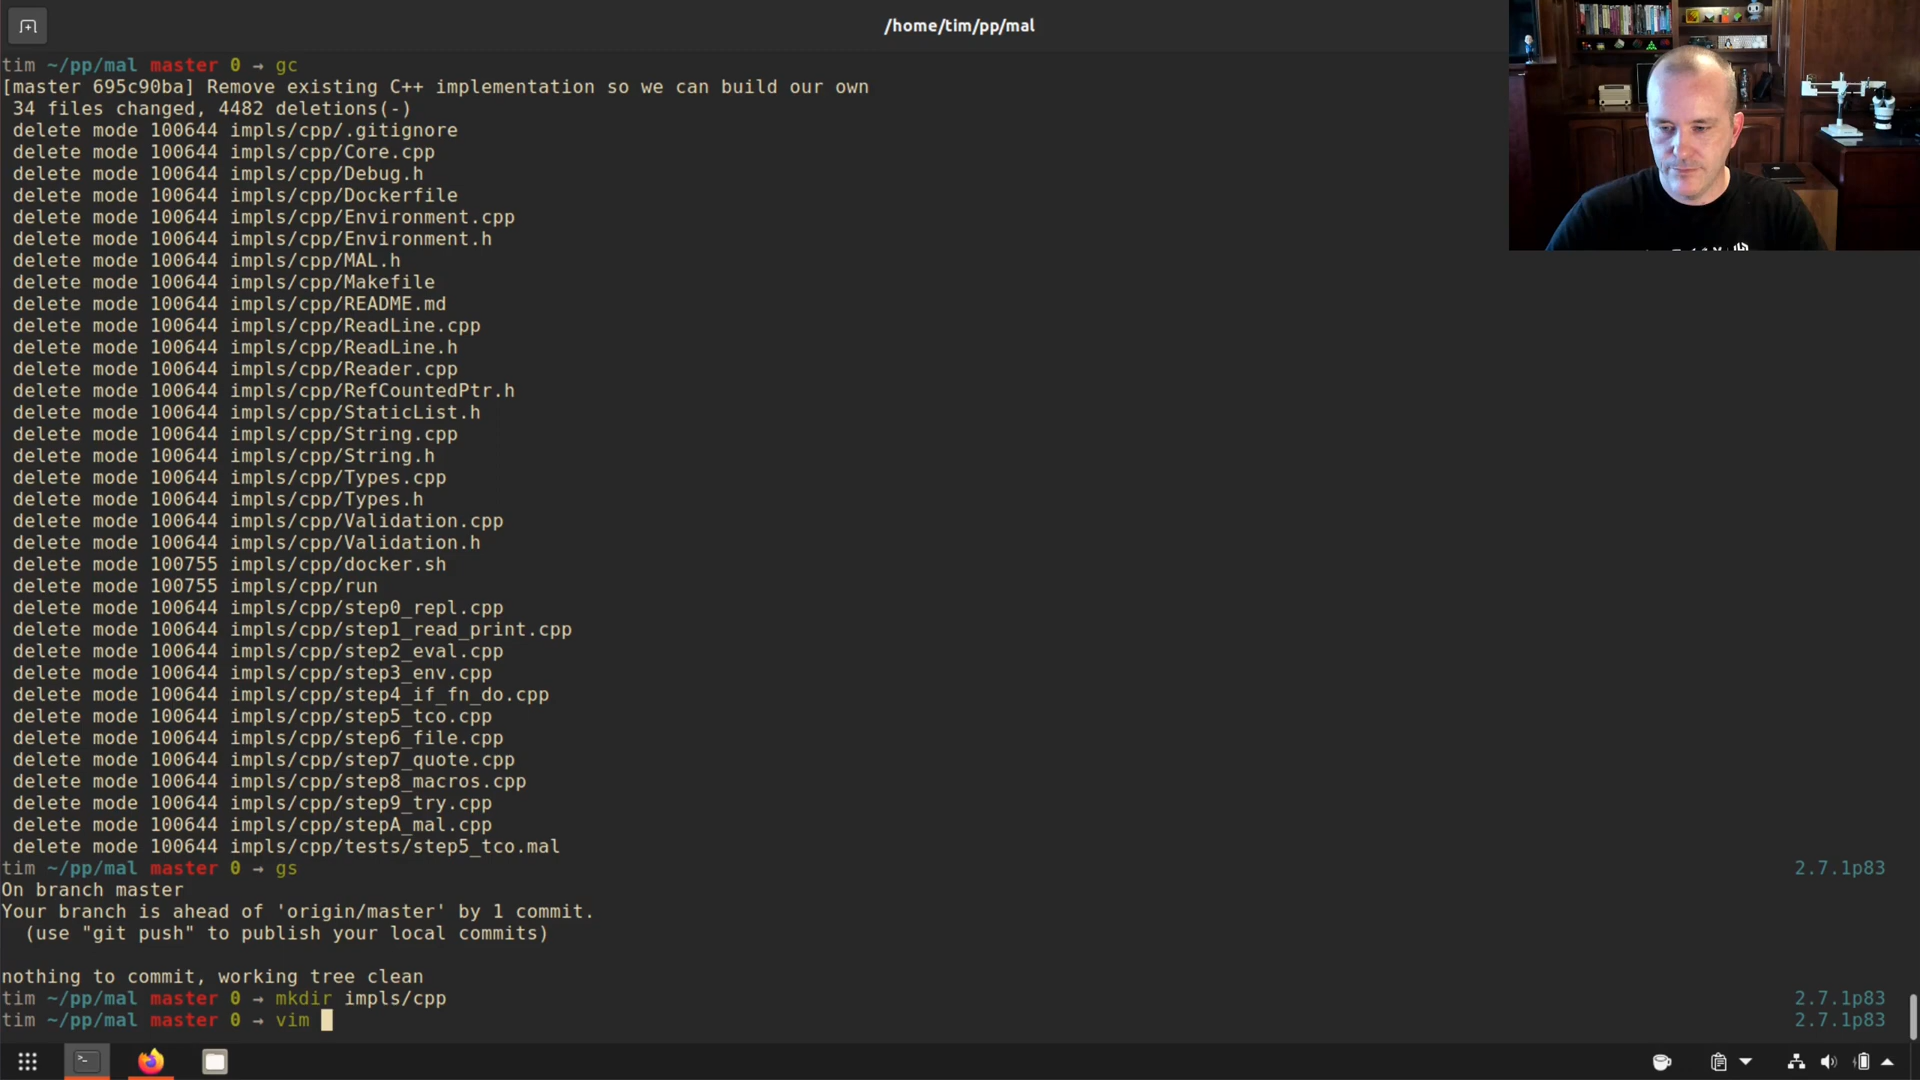 /home/tim/pp/mal
tim ~/pp/mal master 0 → gc
[master 695c90ba] Remove existing C++ implementation so we can build our own
34 files changed, 4482 deletions(-)
delete mode 100644 impls/cpp/.gitignore
delete mode 100644 impls/cpp/Core.cpp
delete mode 100644 impls/cpp/Debug.h
delete mode 100644 impls/cpp/Dockerfile
delete mode 100644 impls/cpp/Environment.cpp
delete mode 100644 impls/cpp/Environment.h
delete mode 100644 impls/cpp/MAL.h
delete mode 100644 impls/cpp/Makefile
delete mode 100644 impls/cpp/README.md
delete mode 100644 impls/cpp/ReadLine.cpp
delete mode 100644 impls/cpp/ReadLine.h
delete mode 100644 impls/cpp/Reader.cpp
delete mode 100644 impls/cpp/RefCountedPtr.h
delete mode 100644 impls/cpp/StaticList.h
delete mode 100644 impls/cpp/String.cpp
delete mode 100644 impls/cpp/String.h
delete mode 100644 impls/cpp/Types.cpp
delete mode 100644 impls/cpp/Types.h
delete mode 100644 impls/cpp/Validation.cpp
delete mode 100644 impls/cpp/Validation.h
delete mode 100755 impls/cpp/docker.sh
delete mode 100755 impls/cpp/run
delete mode 100644 impls/cpp/step0_repl.cpp
delete mode 100644 impls/cpp/step1_read_print.cpp
delete mode 100644 impls/cpp/step2_eval.cpp
delete mode 100644 impls/cpp/step3_env.cpp
delete mode 100644 impls/cpp/step4_if_fn_do.cpp
delete mode 100644 impls/cpp/step5_tco.cpp
delete mode 100644 impls/cpp/step6_file.cpp
delete mode 100644 impls/cpp/step7_quote.cpp
delete mode 100644 impls/cpp/step8_macros.cpp
delete mode 100644 impls/cpp/step9_try.cpp
delete mode 100644 impls/cpp/stepA_mal.cpp
delete mode 100644 impls/cpp/tests/step5_tco.mal
tim ~/pp/mal master 0 → gs 2.7.1p83
On branch master
Your branch is ahead of 'origin/master' by 1 commit.
(use "git push" to publish your local commits)
nothing to commit, working tree clean
tim ~/pp/mal master 0 → mkdir impls/cpp 2.7.1p83
tim ~/pp/mal master 0 → vim 2.7.1p83